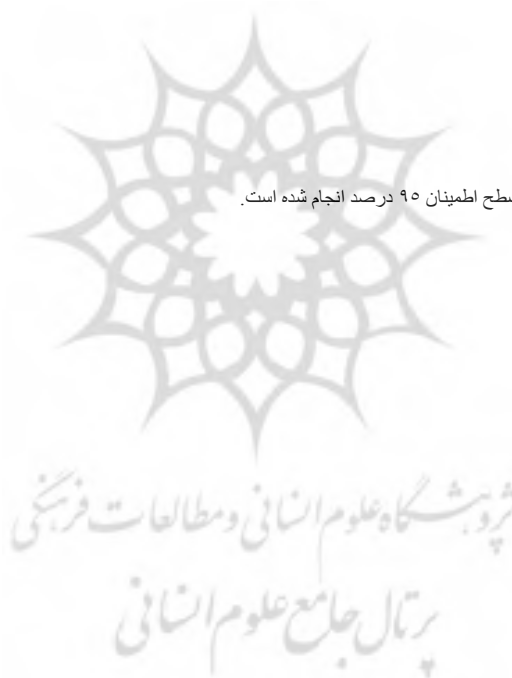 سطح اطمینان ۹۵ درصد انجام شده است.
پژوهشگاه علوم انسانی و مطالعات فرهنگی
پرتال جامع علوم انسانی